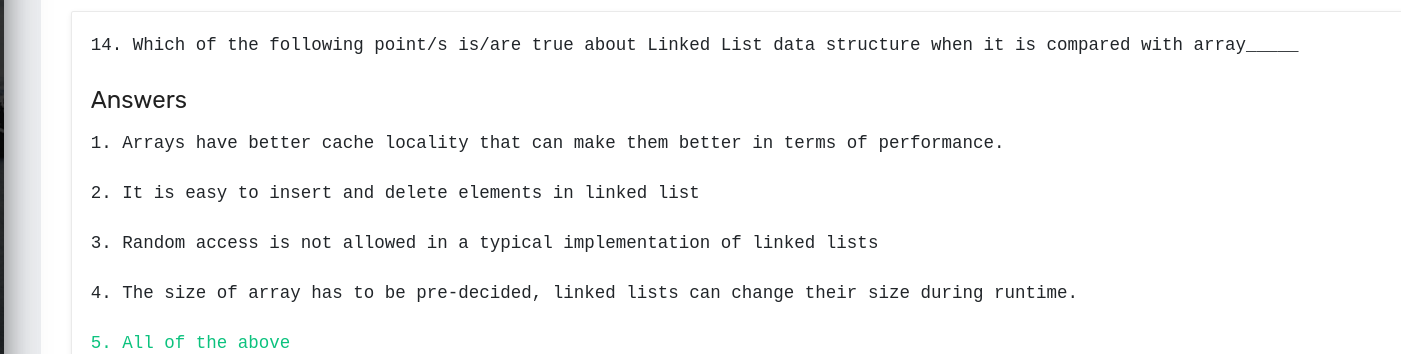 14. Which of the following point/s is/are true about Linked List data structure when it is compared with array_____
Answers
1. Arrays have better cache locality that can make them better in terms of performance.
2. It is easy to insert and delete elements in linked list
3. Random access is not allowed in a typical implementation of linked lists
4. The size of array has to be pre-decided, linked lists can change their size during runtime.
5. All of the above